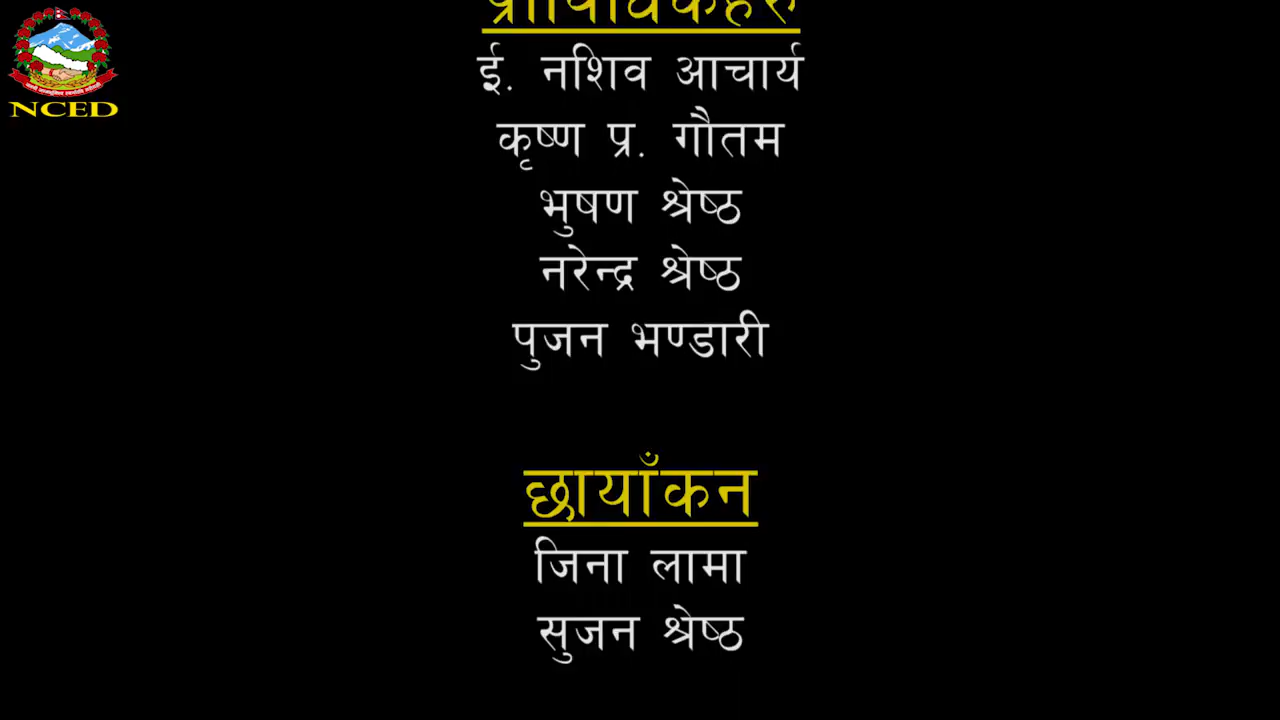 NCED
ई. नशिव आचार्य
कृष्ण प्र. गौतम
भुषण श्रेष्ठ
नरेन्द्र श्रेष्ठ
पुजन भण्डारी
छायाँकन
जिना लामा
सुजन श्रेष्ठ